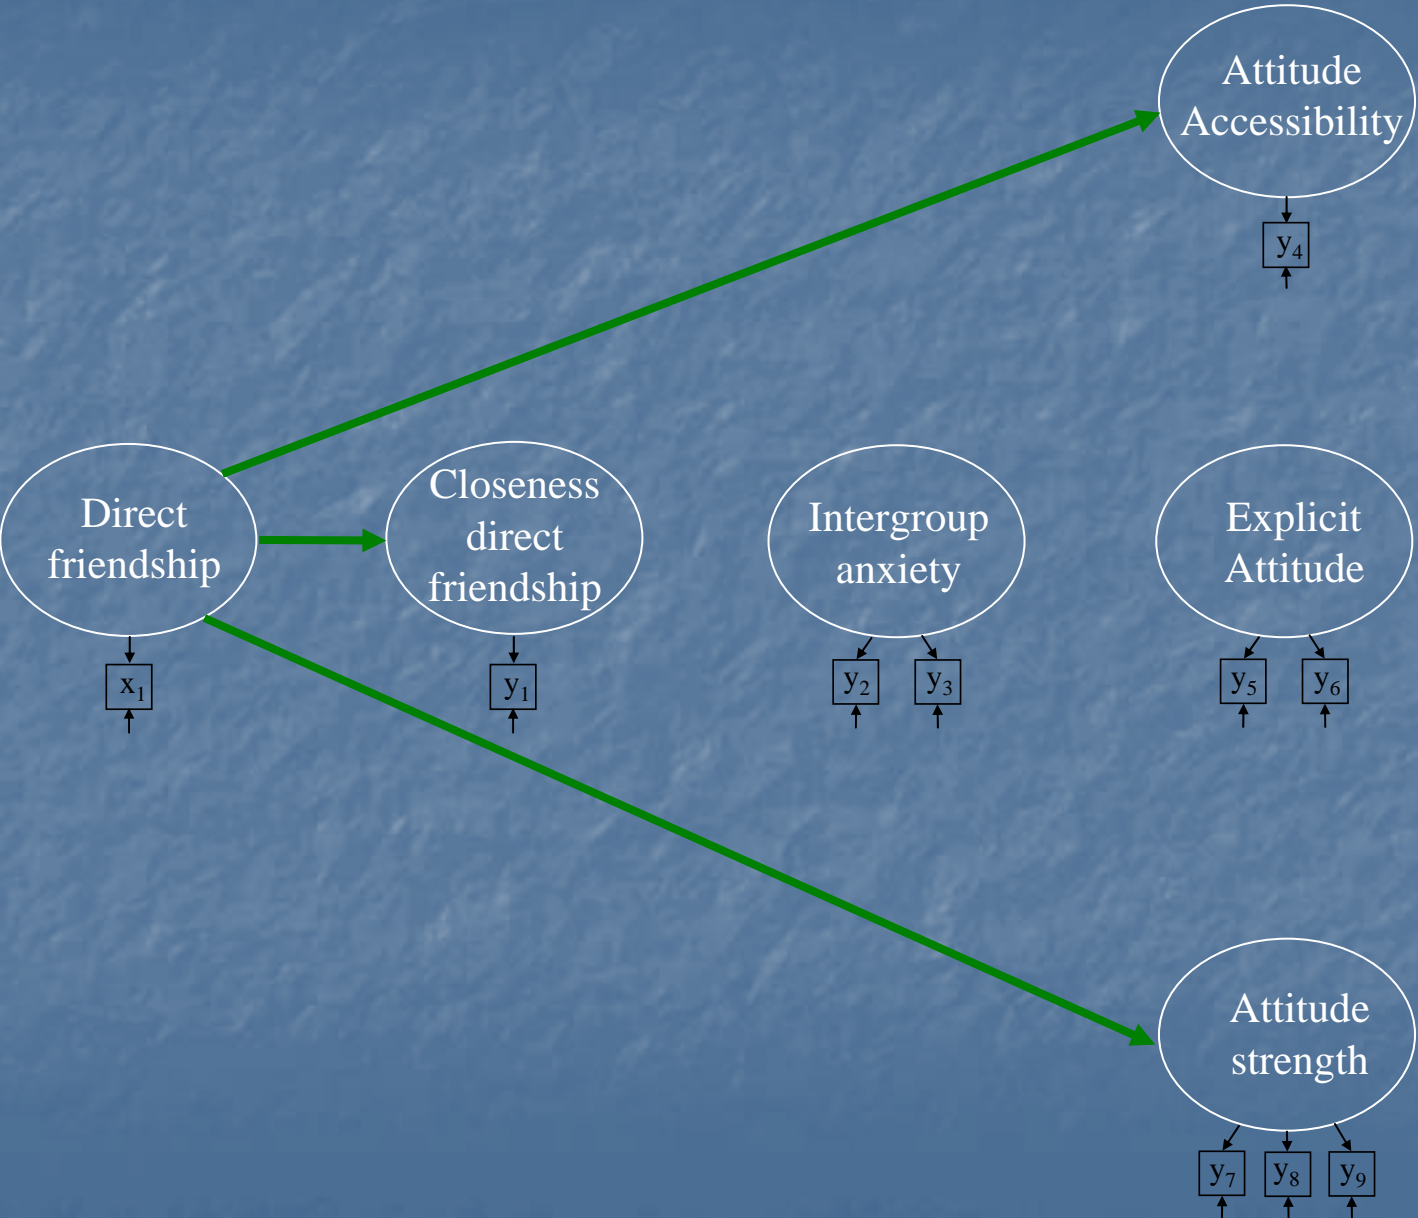 Attitude
Accessibility
y₄
Direct
friendship
x₁
Closeness
direct
friendship
y₁
Intergroup
anxiety
y₂ y₃
Explicit
Attitude
y₅ y₆
Attitude
strength
y₇ y₈ y₉